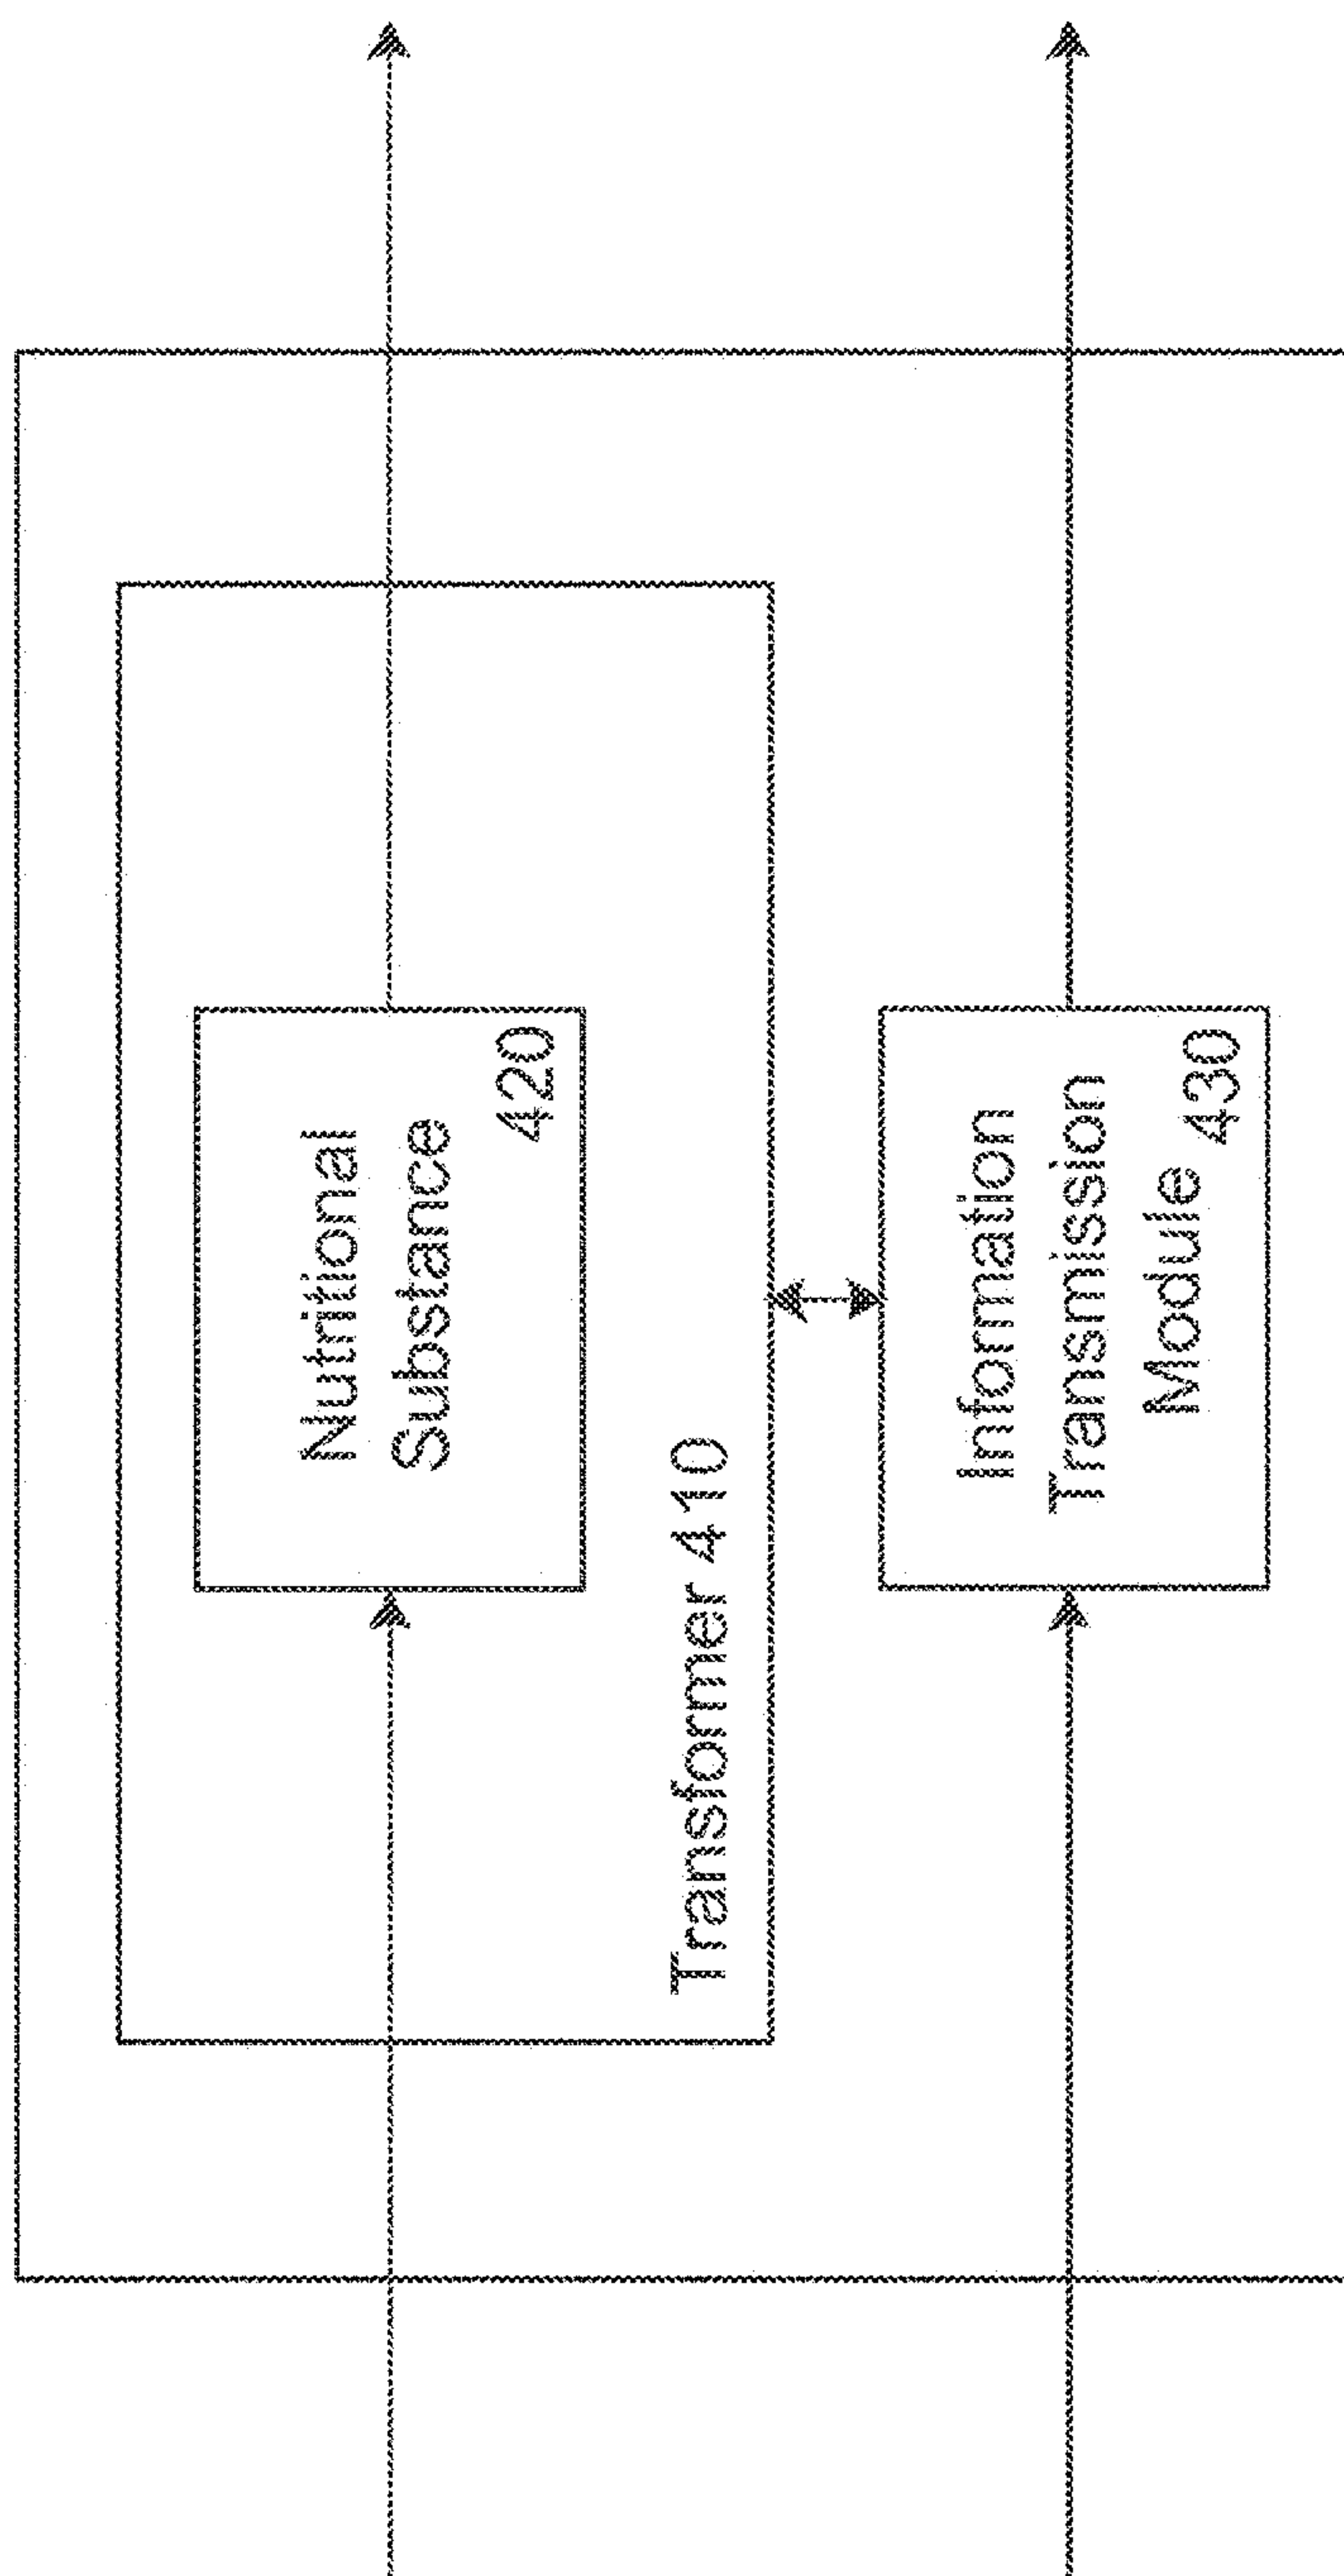 Nutritional
Substance
420
Transformer 410
Information
Transmission
Module 430